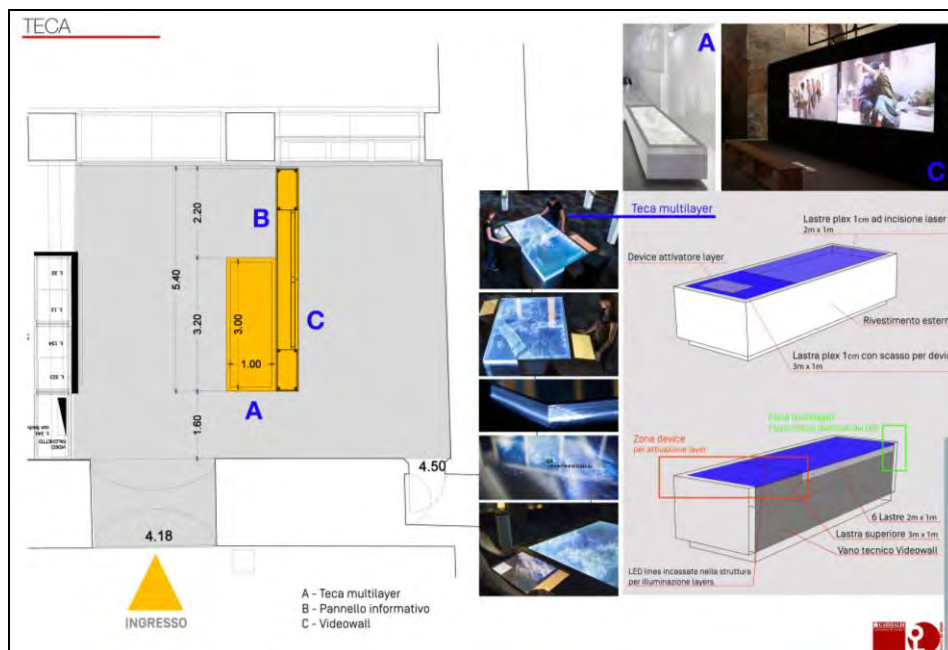 TECA
A
C
B
C
A
2.20
5.40
3.20
3.00
1.00
1.60
4.50
4.18
INGRESSO
A - Teca multilayer
B - Pannello informativo
C - Videowall
Teca multilayer
Lastre plex 1cm ad incisione laser
2m x 1m
Device attivatore layer
Rivestimento estern
Lastra plex 1cm con scasso per devic
3m x 1m
Zona device
per attivazione layer
6 Lastre 2m x 1m
Lastra superiore 3m x 1m
Vano tecnico Videowall
LED lines incassate nella struttura
per illuminazione layers
VIDEO